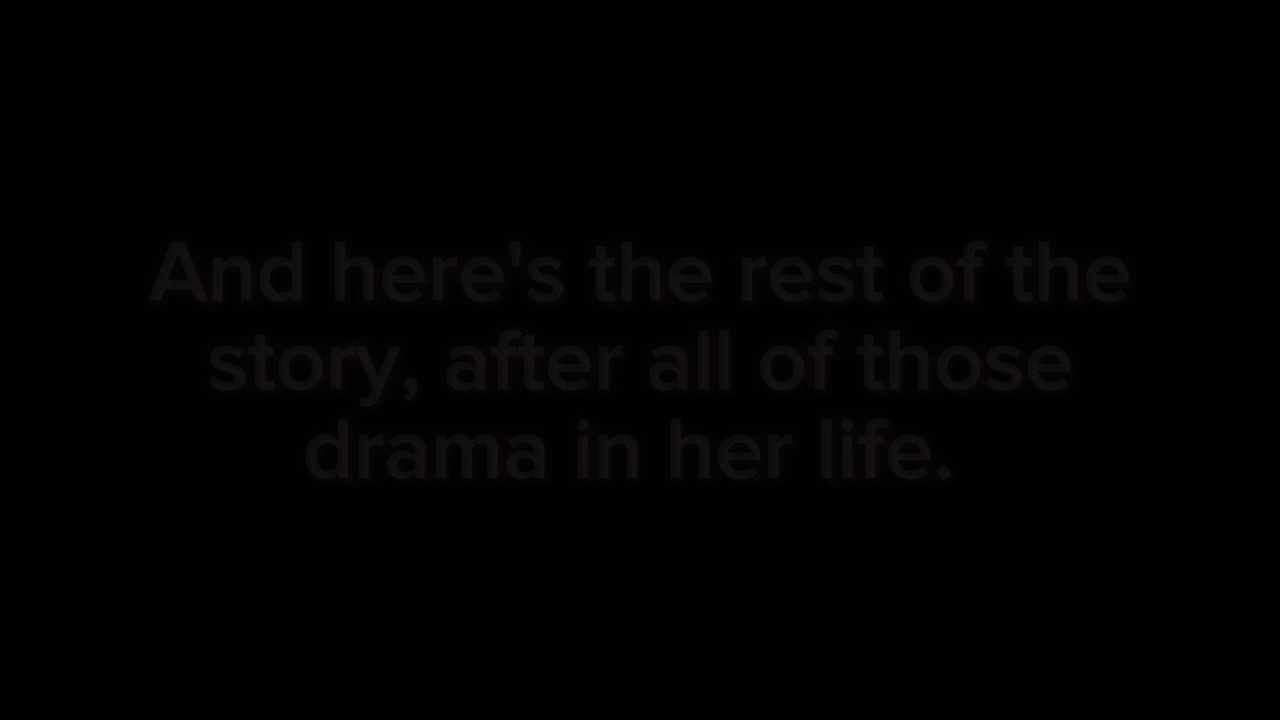 And here's the rest of the
story, after all of those
drama in her life.